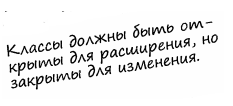 Классы должны быть от-
крыты для расширения, но
закрыты для изменения.